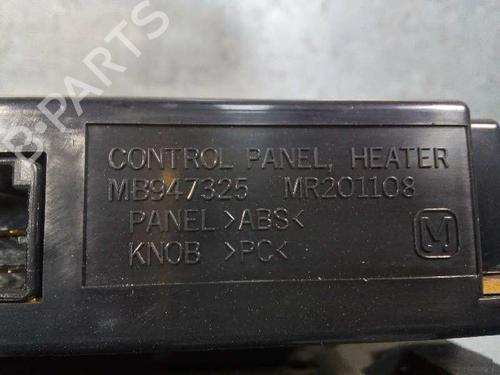 B-PARTS
CONTROL PANEL, HEATER
MB947325 MR201108
PANEL >ABS<
KNOB >PC<
M